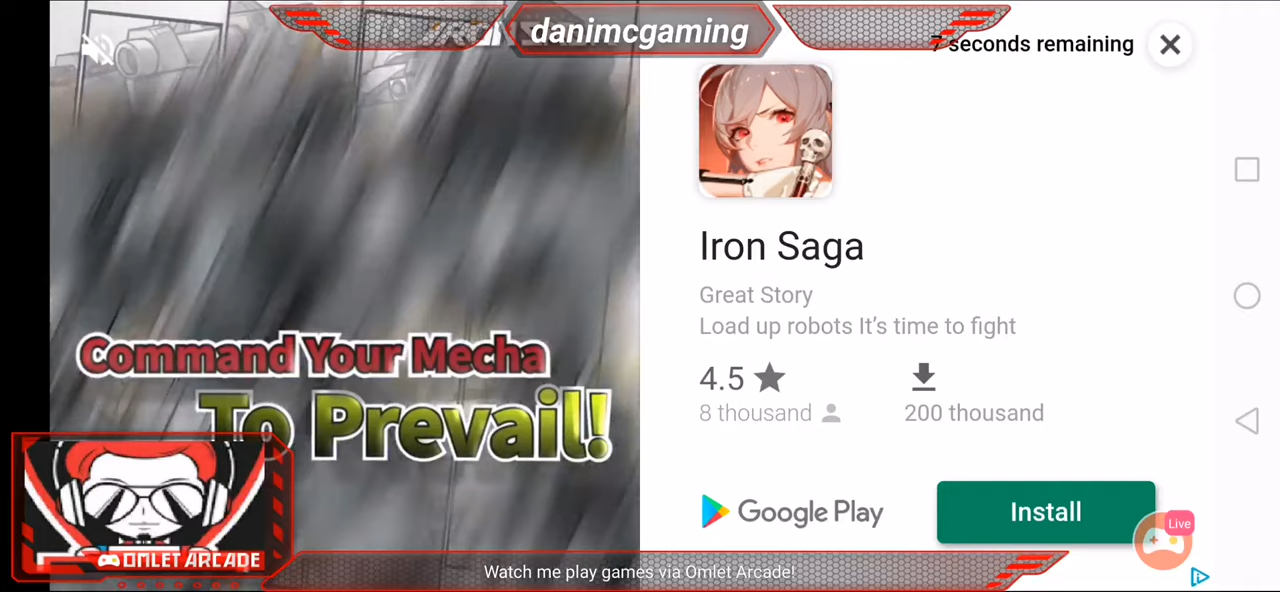 danimcgaming
7 seconds remaining
Iron Saga
Great Story
Load up robots It's time to fight
4.5
8 thousand
200 thousand
Command Your Mecha
To Prevail!
Google Play
Install
Live
OMLET ARCADE
Watch me play games via Omlet Arcade!